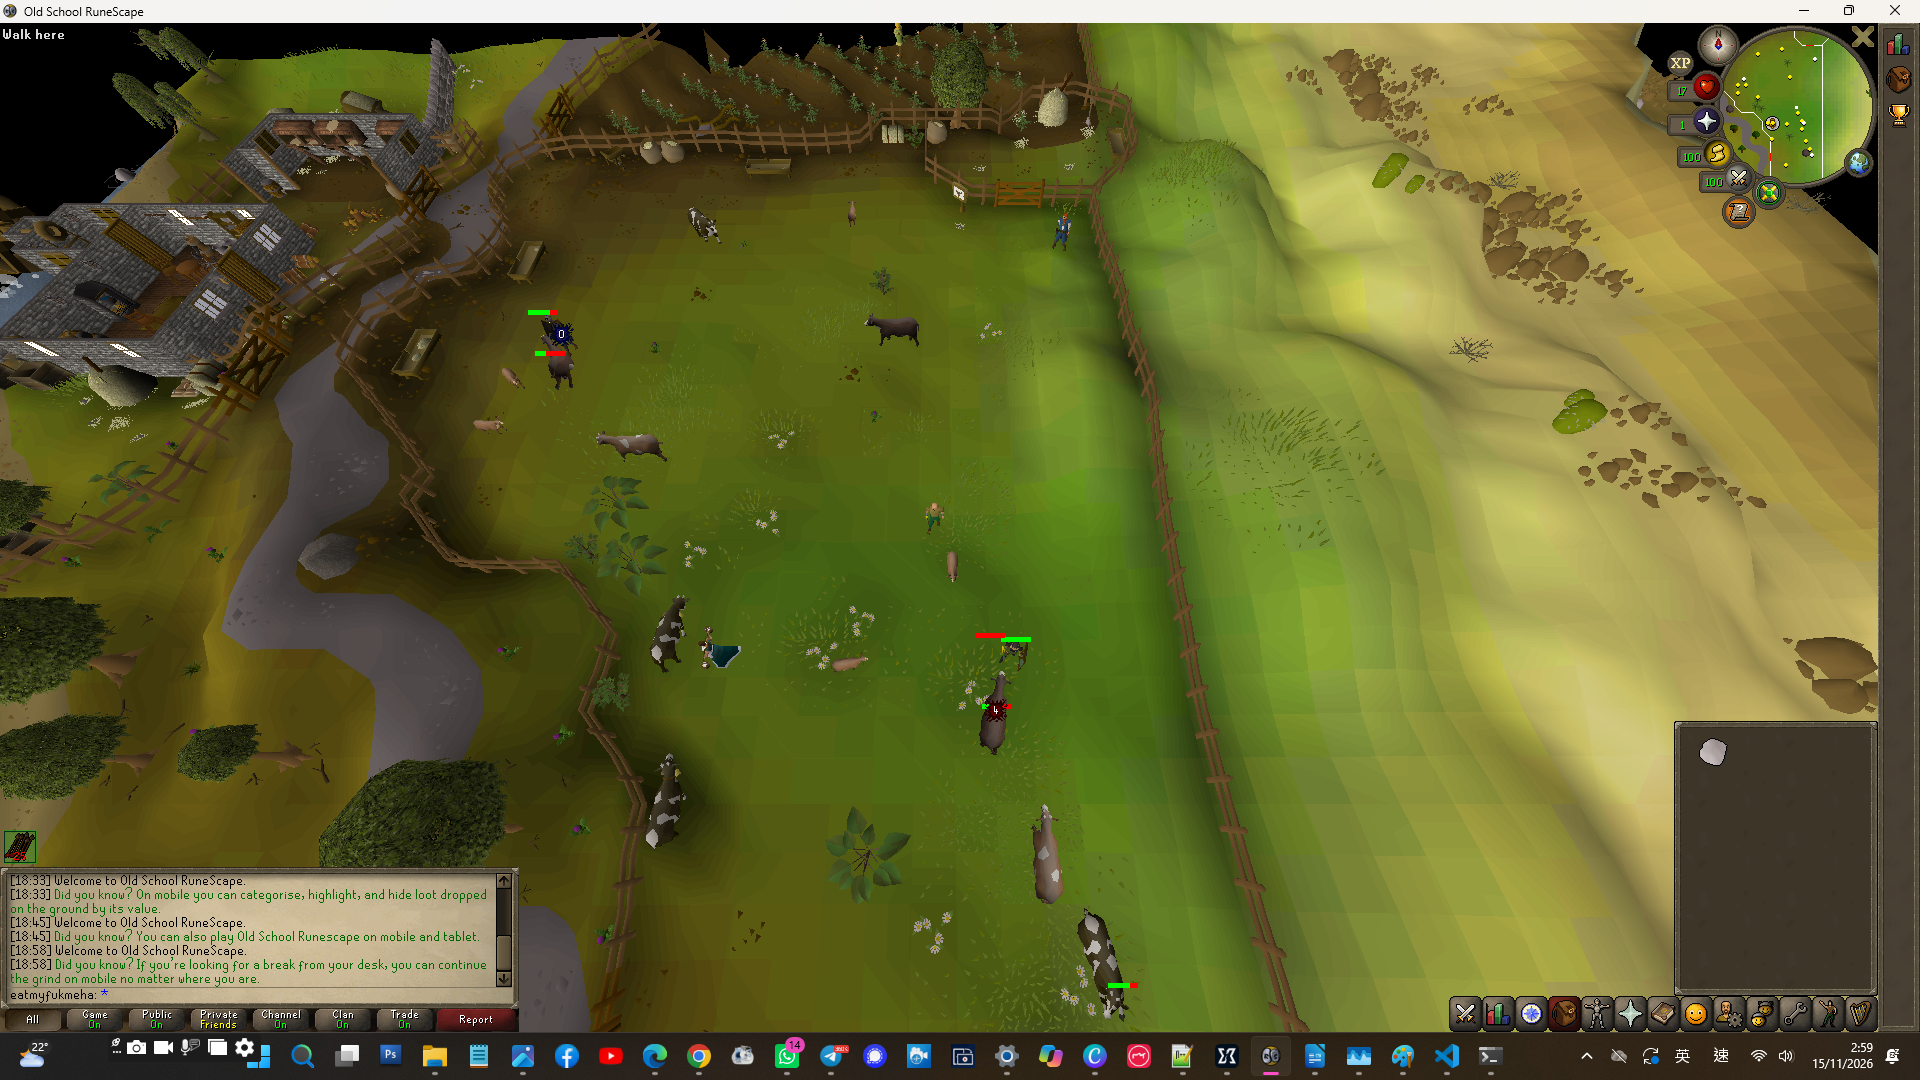 Old School RuneScape
Walk here
N
XP
17
1
100
100
0
4
[18:33] Welcome to Old School RuneScape.
[18:33] Did you know? On mobile you can categorise, highlight, and hide loot dropped
on the ground by its value.
[18:45] Welcome to Old School RuneScape.
[18:45] Did you know? You can also play Old School Runescape on mobile and tablet.
[18:58] Welcome to Old School RuneScape.
[18:58] Did you know? If you're looking for a break from your desk, you can continue
the grind on mobile no matter where you are.
eatmyfukmeha: *
All
Game
On
Public
On
Private
Friends
Channel
On
Clan
On
Trade
On
Report
22°
Ps
14
英
速
2:59
15/11/2026